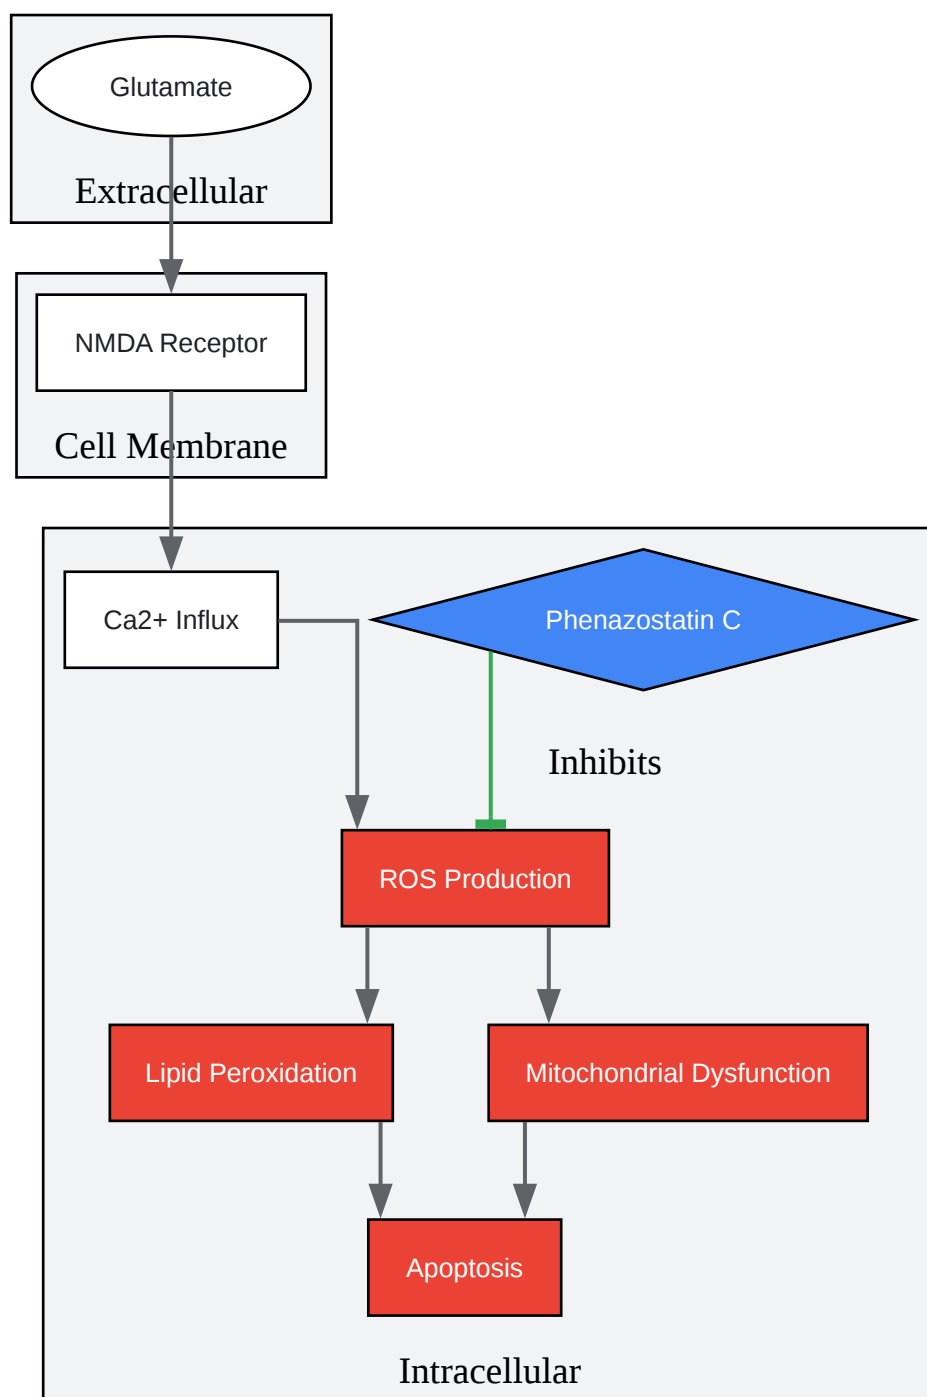 Glutamate
Extracellular
NMDA Receptor
Cell Membrane
Ca2+ Influx
Phenazostatin C
Inhibits
ROS Production
Lipid Peroxidation
Mitochondrial Dysfunction
Apoptosis
Intracellular